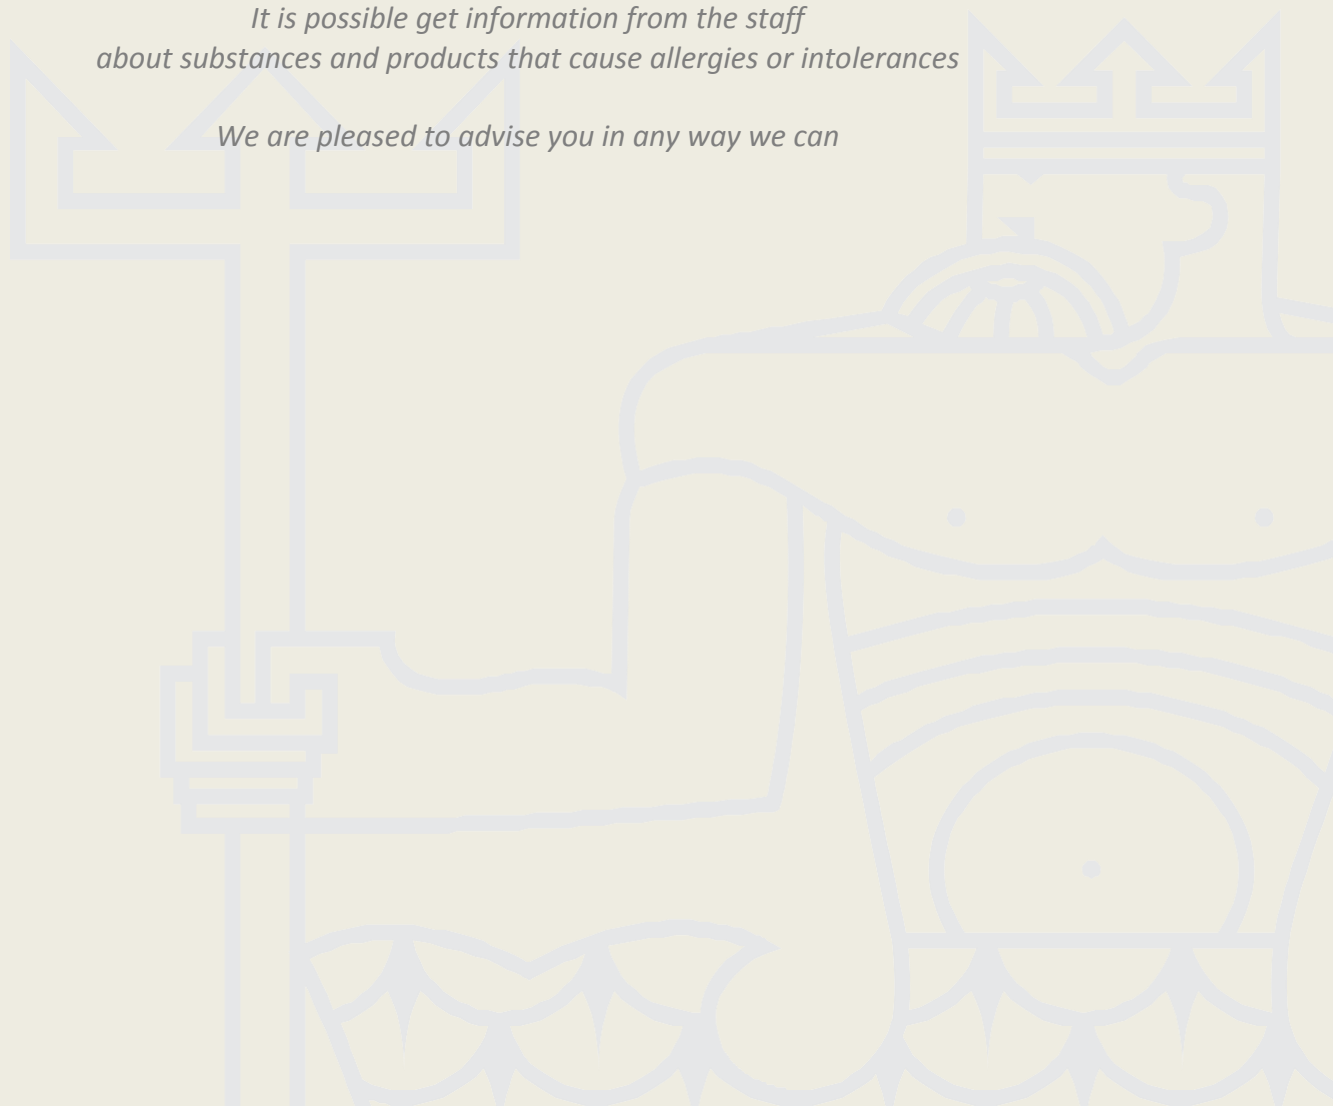 It is possible get information from the staff
about substances and products that cause allergies or intolerances
We are pleased to advise you in any way we can